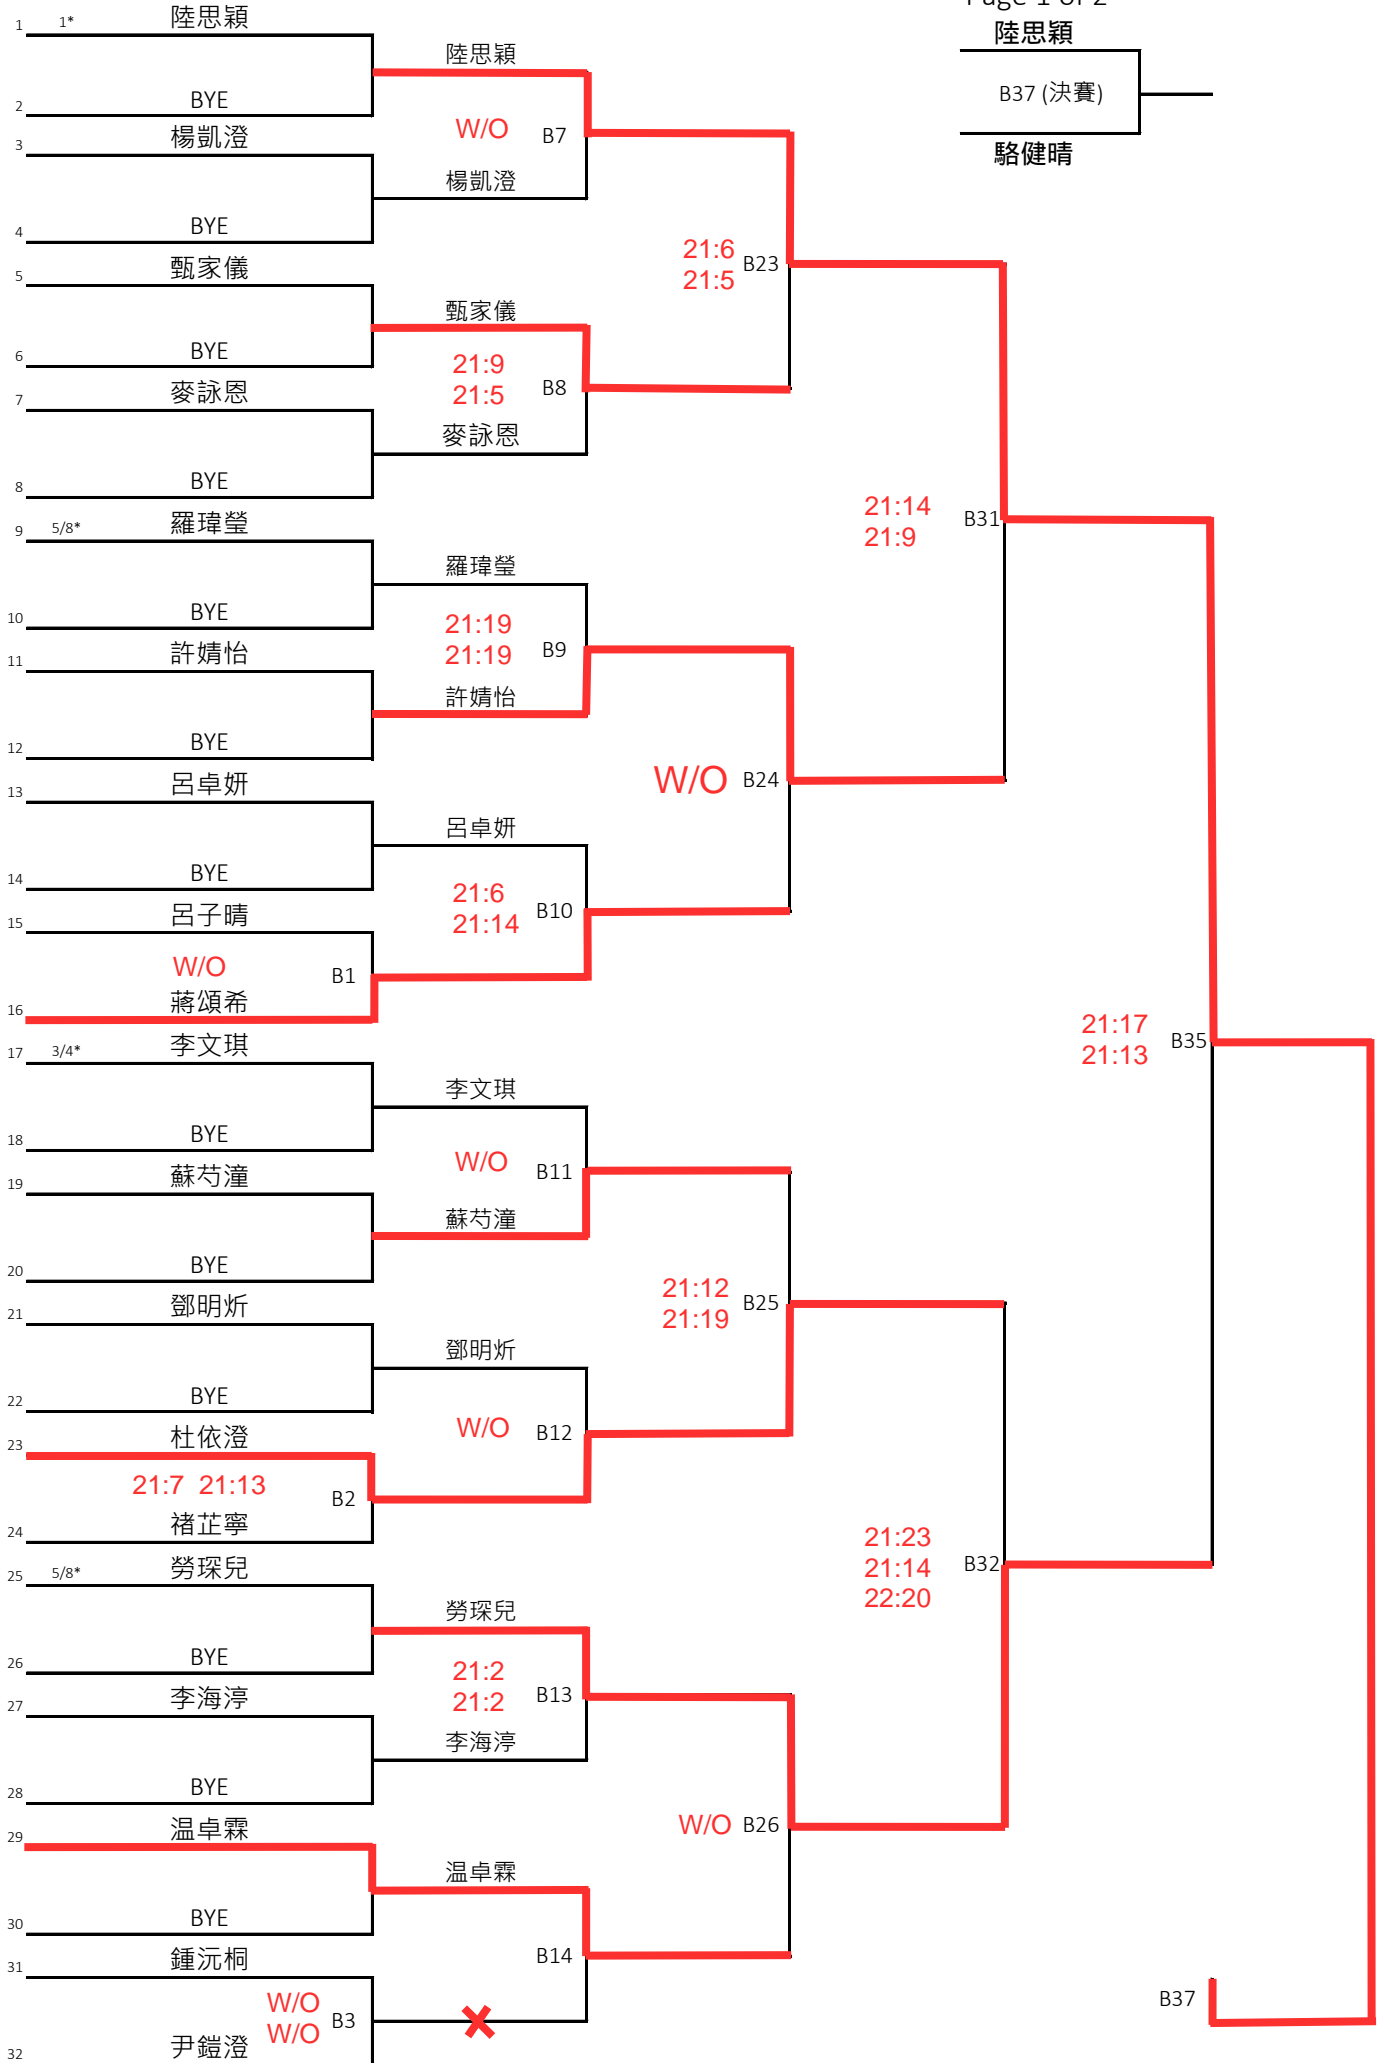 Page 1 of 2
陸思穎
B37 (決賽)
駱健晴
1 1* 陸思穎
陸思穎
2 BYE
W/O B7
3 楊凱澄
楊凱澄
4 BYE
21:6
21:5
B23
5 甄家儀
甄家儀
6 BYE
21:9
21:5
B8
7 麥詠恩
麥詠恩
8 BYE
21:14
21:9
B31
9 5/8* 羅瑋瑩
羅瑋瑩
10 BYE
21:19
21:19
B9
11 許婧怡
許婧怡
12 BYE
W/O B24
13 呂卓妍
呂卓妍
14 BYE
21:6
21:14
B10
15 呂子晴
W/O B1
16 蔣頌希
21:17
21:13
B35
17 3/4* 李文琪
李文琪
18 BYE
W/O B11
19 蘇芍潼
蘇芍潼
20 BYE
21:12
21:19
B25
21 鄧明炘
鄧明炘
22 BYE
W/O B12
23 杜依澄
21:7 21:13 B2
24 褚芷寧
21:23
21:14
22:20
B32
25 5/8* 勞琛兒
勞琛兒
26 BYE
21:2
21:2
B13
27 李海渟
李海渟
28 BYE
W/O B26
29 温卓霖
温卓霖
30 BYE
B14
31 鍾沅桐
W/O
W/O
B3
32 尹鎧澄
B37